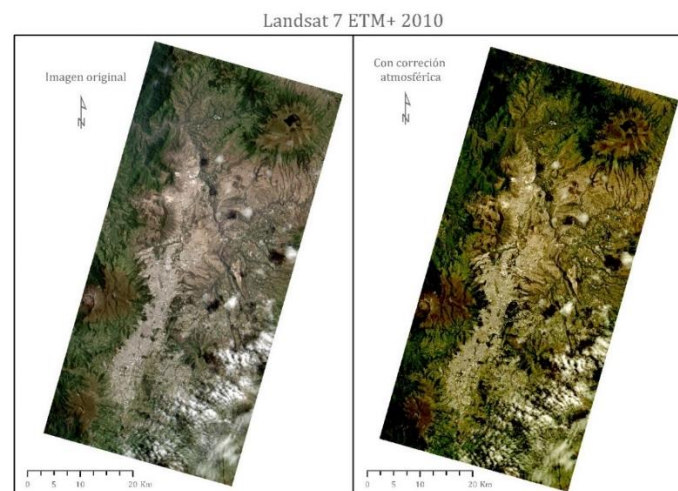 Landsat 7 ETM+ 2010
Imagen original
N
0 5 10 20 Km
Con correción
atmosférica
N
0 5 10 20 Km